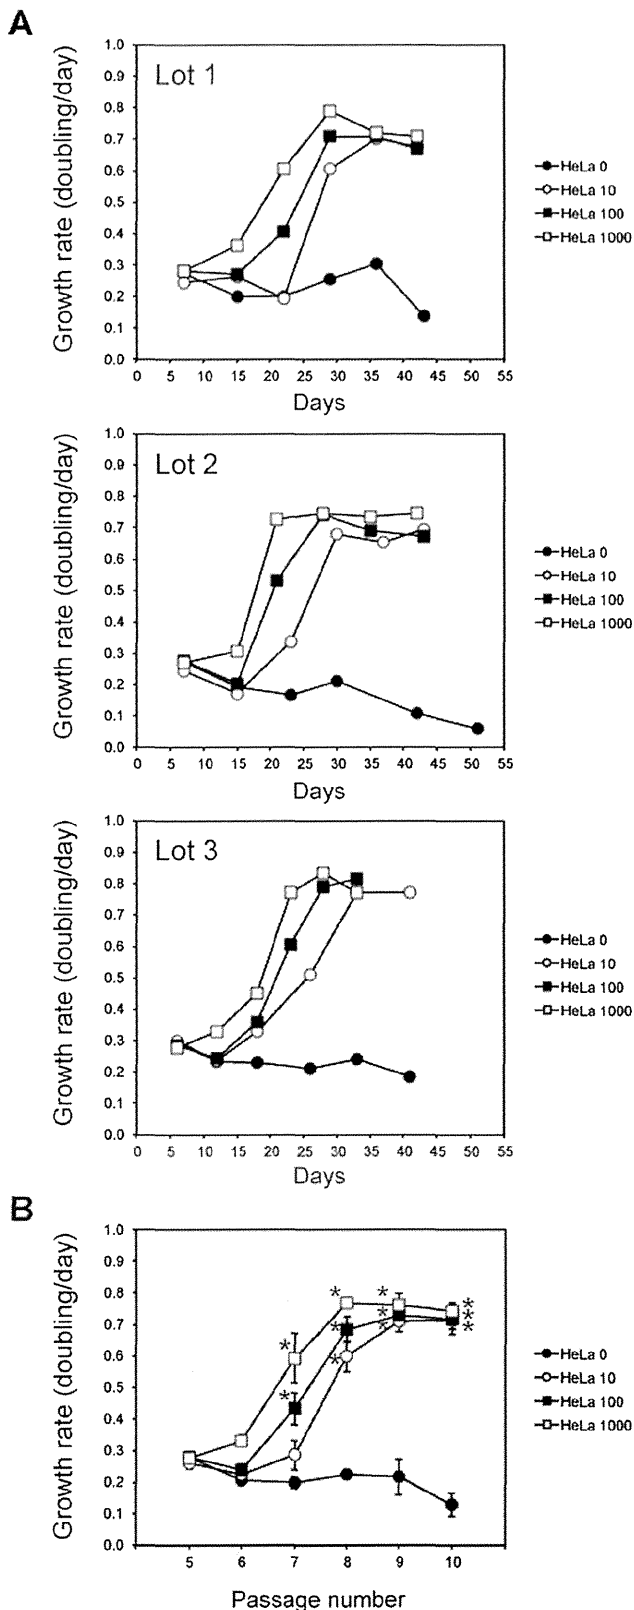 A
Lot 1
Growth rate (doubling/day)
1.0
0.9
0.8
0.7
0.6
0.5
0.4
0.3
0.2
0.1
0.0
0 5 10 15 20 25 30 35 40 45 50 55
Days
HeLa 0
HeLa 10
HeLa 100
HeLa 1000
Lot 2
Growth rate (doubling/day)
1.0
0.9
0.8
0.7
0.6
0.5
0.4
0.3
0.2
0.1
0.0
0 5 10 15 20 25 30 35 40 45 50 55
Days
HeLa 0
HeLa 10
HeLa 100
HeLa 1000
Lot 3
Growth rate (doubling/day)
1.0
0.9
0.8
0.7
0.6
0.5
0.4
0.3
0.2
0.1
0.0
0 5 10 15 20 25 30 35 40 45 50 55
Days
HeLa 0
HeLa 10
HeLa 100
HeLa 1000
B
Growth rate (doubling/day)
1.0
0.9
0.8
0.7
0.6
0.5
0.4
0.3
0.2
0.1
0.0
* * * * * * * * * * *
5 6 7 8 9 10
Passage number
HeLa 0
HeLa 10
HeLa 100
HeLa 1000